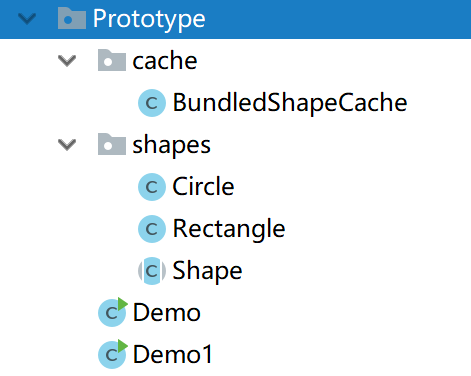 Prototype
cache
C BundledShapeCache
shapes
C Circle
C Rectangle
C Shape
C Demo
C Demo1